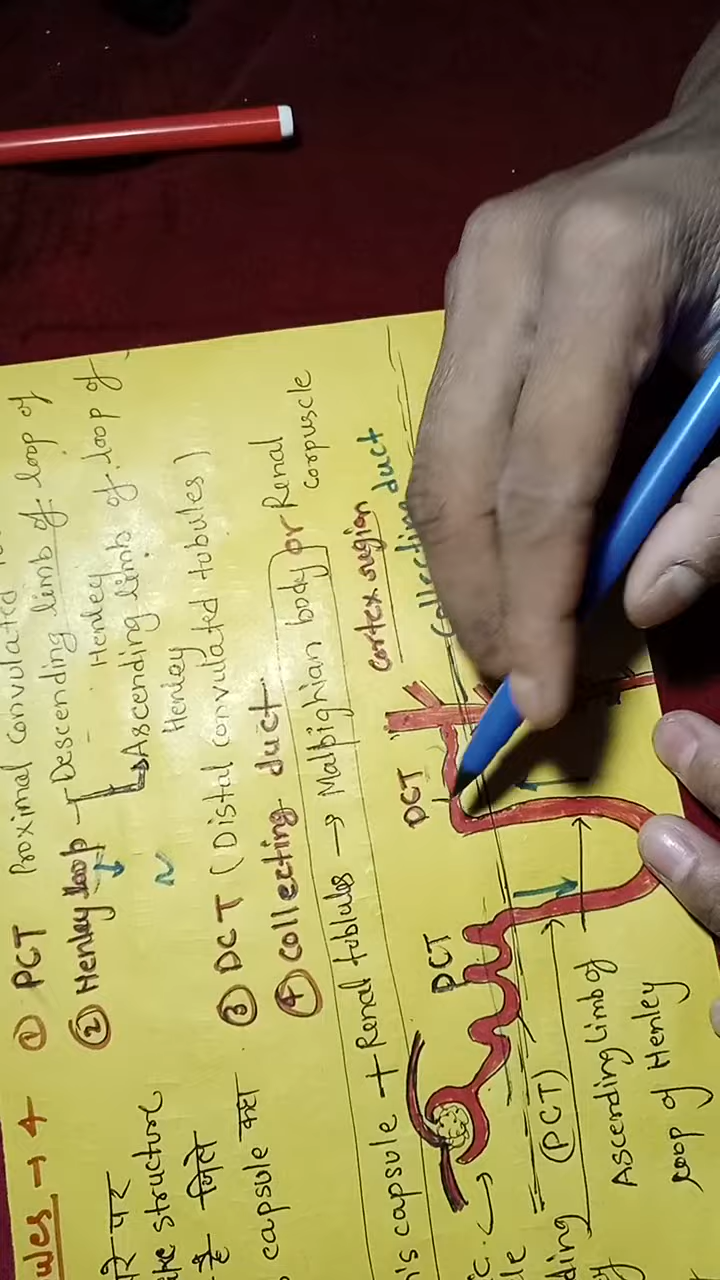 ules → 4
① PCT Proximal convulated
② Henley loop → Descending limb of loop of
Henley
→ Ascending limb of loop of
Henley
③ DCT (Distal convulated tubules)
④ collecting duct
रे पर
structure
है जिसे
capsule कहा
's capsule + Renal tublules → Malpighian body or Renal
corpuscle
cortex region
collecting duct
DCT
PCT
(PCT)
Ascending limb of
loop of Henley